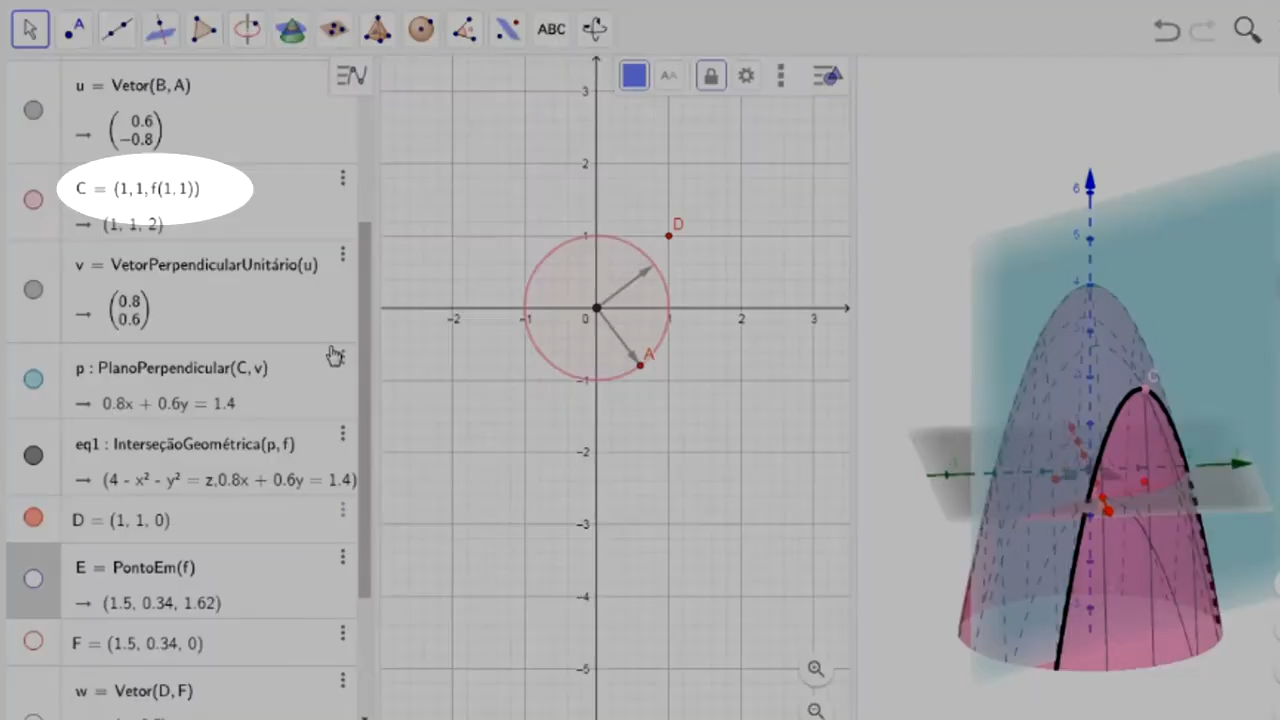 ABC
u = Vetor(B, A)
→ (0.6
−0.8)
C = (1, 1, f(1, 1))
→ (1, 1, 2)
v = VetorPerpendicularUnitário(u)
→ (0.8
0.6)
p : PlanoPerpendicular(C, v)
→ 0.8x + 0.6y = 1.4
eq1 : InterseçãoGeométrica(p, f)
→ (4 - x² - y² = z,0.8x + 0.6y = 1.4)
D = (1, 1, 0)
E = PontoEm(f)
→ (1.5, 0.34, 1.62)
F = (1.5, 0.34, 0)
w = Vetor(D, F)
AA
3
2
D
1
−2
−1
0
1
2
3
A
−1
−2
−3
−4
−5
6
5
4
C